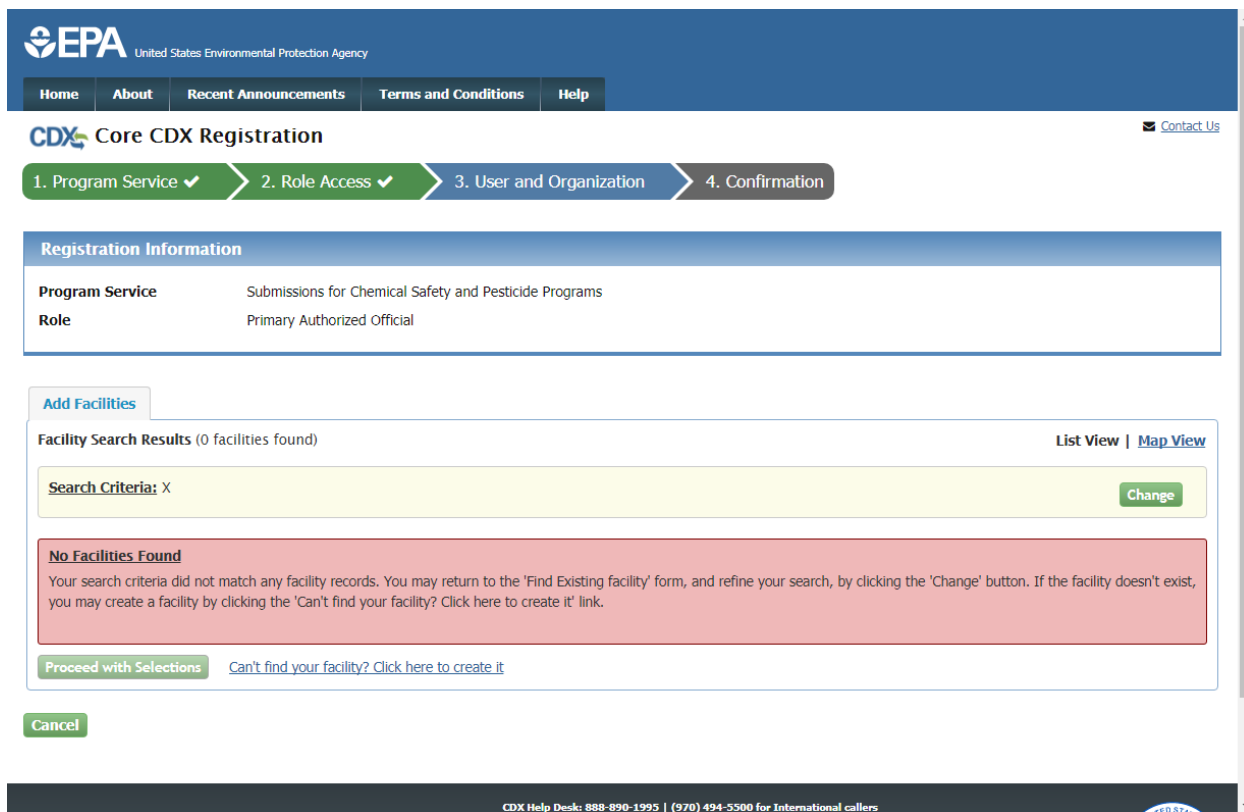 EPA United States Environmental Protection Agency
Home About Recent Announcements Terms and Conditions Help
CDX Core CDX Registration
Contact Us
1. Program Service 2. Role Access 3. User and Organization 4. Confirmation
Registration Information
Program Service Submissions for Chemical Safety and Pesticide Programs
Role Primary Authorized Official
Add Facilities
Facility Search Results (0 facilities found) List View | Map View
Search Criteria: X Change
No Facilities Found
Your search criteria did not match any facility records. You may return to the 'Find Existing facility' form, and refine your search, by clicking the 'Change' button. If the facility doesn't exist,
you may create a facility by clicking the 'Can't find your facility? Click here to create it' link.
Proceed with Selections Can't find your facility? Click here to create it
Cancel
CDX Help Desk: 888-890-1995 | (970) 494-5500 for International callers